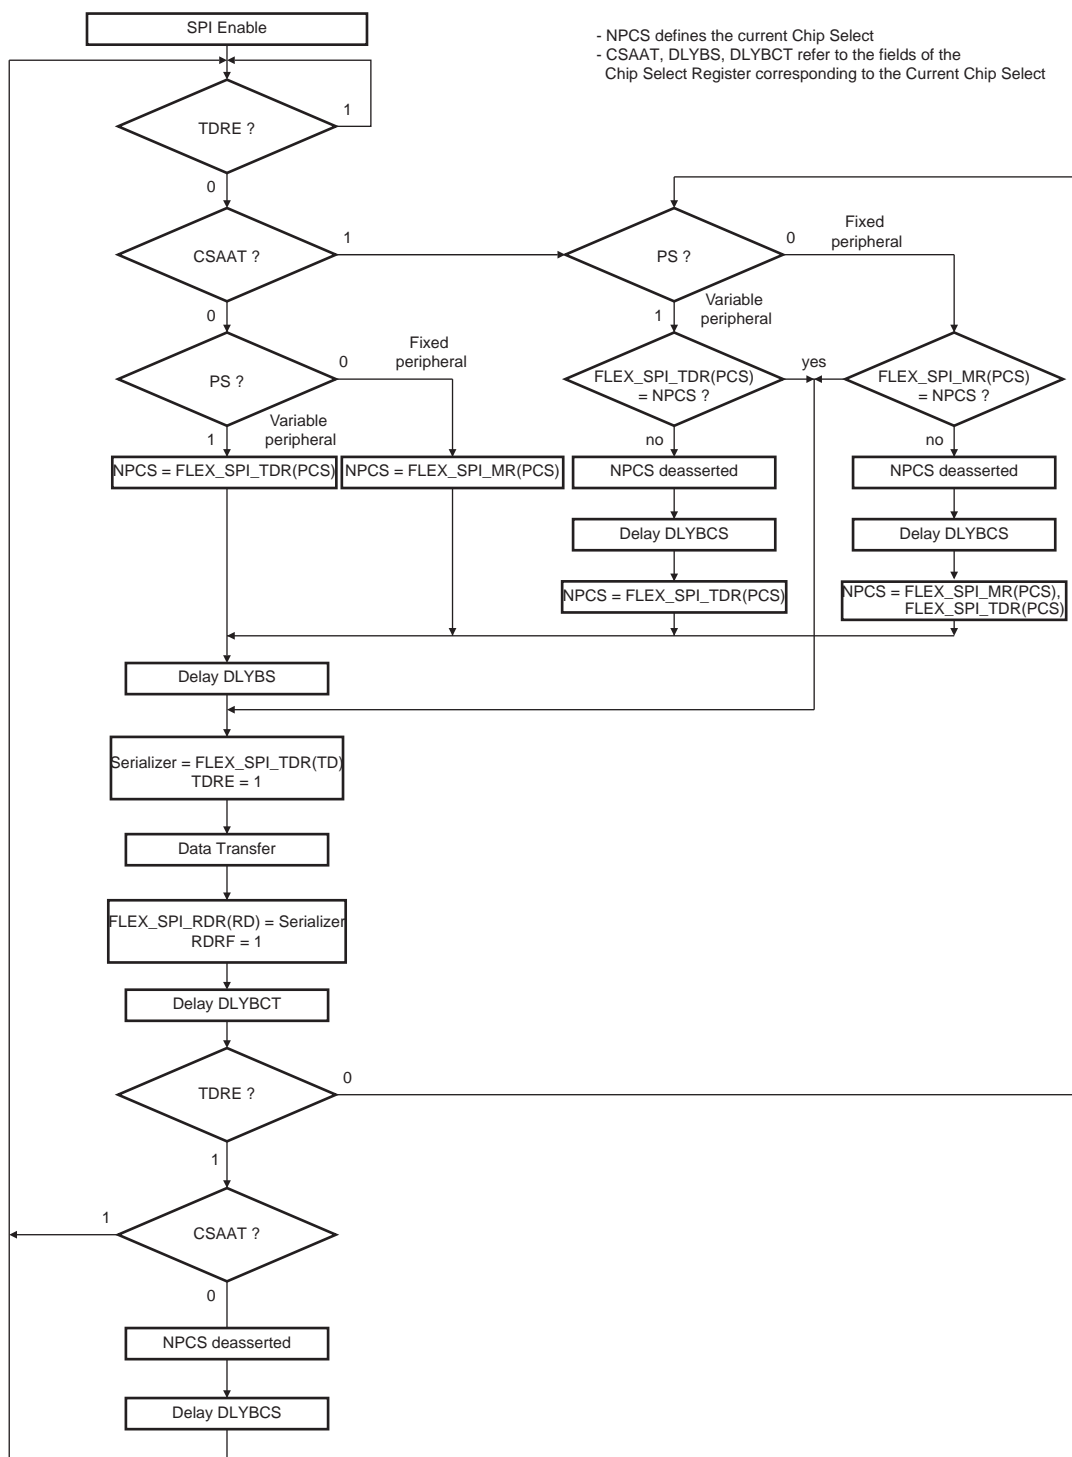 SPI Enable
- NPCS defines the current Chip Select
- CSAAT, DLYBS, DLYBCT refer to the fields of the
Chip Select Register corresponding to the Current Chip Select
TDRE ?
1
0
CSAAT ?
1
0
PS ?
0
Fixed
peripheral
1
Variable
peripheral
PS ?
0
Fixed
peripheral
1
Variable
peripheral
NPCS = FLEX_SPI_TDR(PCS)
NPCS = FLEX_SPI_MR(PCS)
FLEX_SPI_TDR(PCS)
= NPCS ?
yes
FLEX_SPI_MR(PCS)
= NPCS ?
no
no
NPCS deasserted
NPCS deasserted
Delay DLYBCS
Delay DLYBCS
NPCS = FLEX_SPI_TDR(PCS)
NPCS = FLEX_SPI_MR(PCS),
FLEX_SPI_TDR(PCS)
Delay DLYBS
Serializer = FLEX_SPI_TDR(TD)
TDRE = 1
Data Transfer
FLEX_SPI_RDR(RD) = Serializer
RDRF = 1
Delay DLYBCT
TDRE ?
0
1
CSAAT ?
1
0
NPCS deasserted
Delay DLYBCS